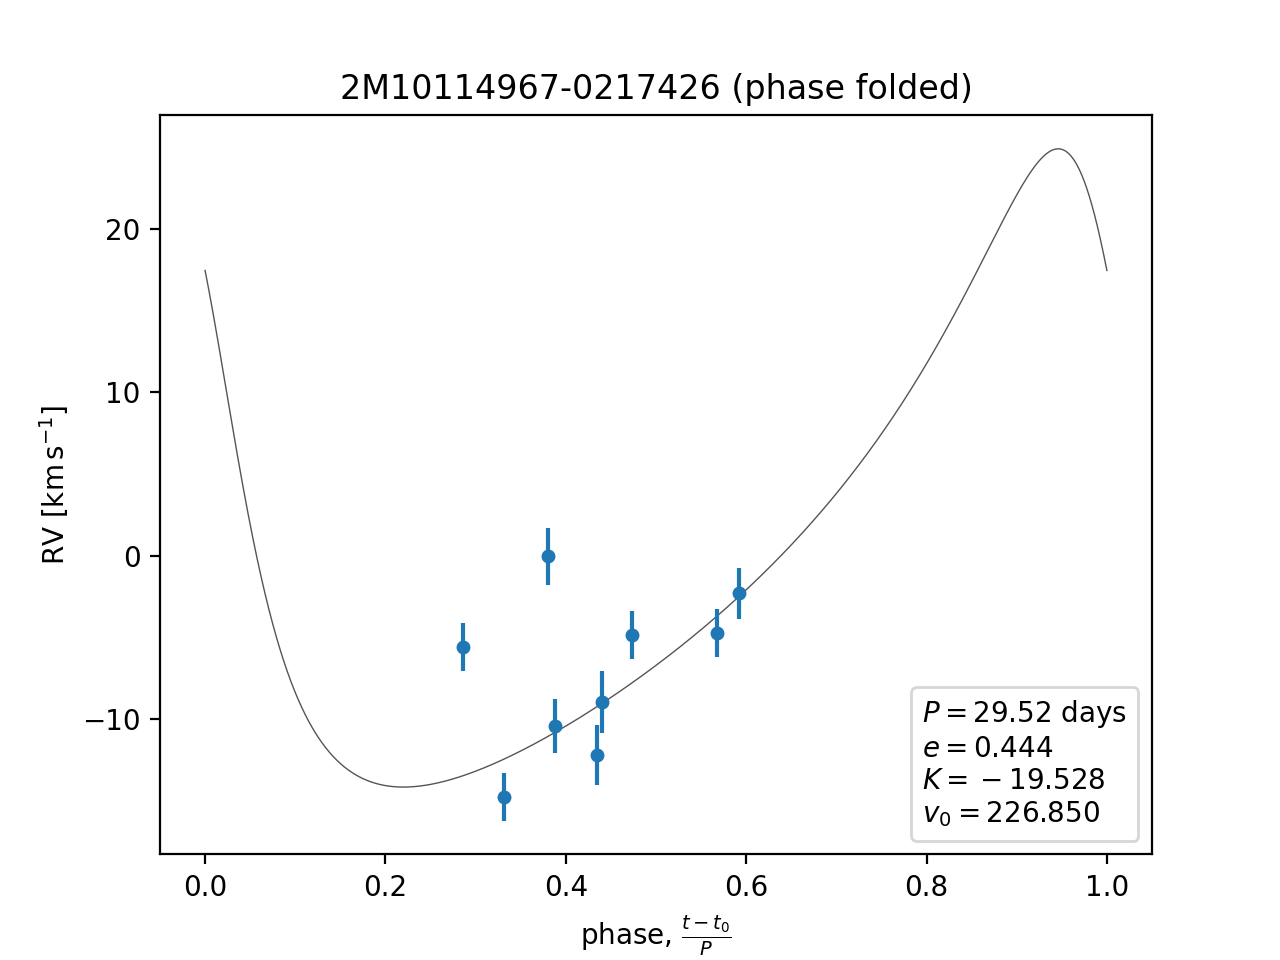 2M10114967-0217426 (phase folded)
RV [km s⁻¹]
20
10
0
−10
P = 29.52 days
e = 0.444
K = −19.528
v₀ = 226.850
0.0 0.2 0.4 0.6 0.8 1.0
phase, (t − t₀)/P